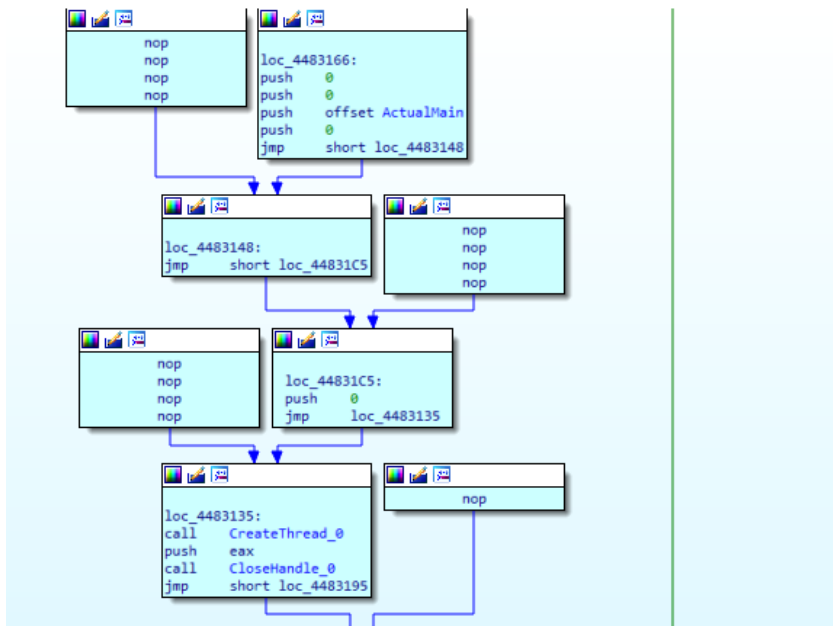 nop
nop
nop
nop
loc_4483166:
push 0
push 0
push offset ActualMain
push 0
jmp short loc_4483148
loc_4483148:
jmp short loc_44831C5
nop
nop
nop
nop
nop
nop
nop
nop
loc_44831C5:
push 0
jmp loc_4483135
loc_4483135:
call CreateThread_0
push eax
call CloseHandle_0
jmp short loc_4483195
nop